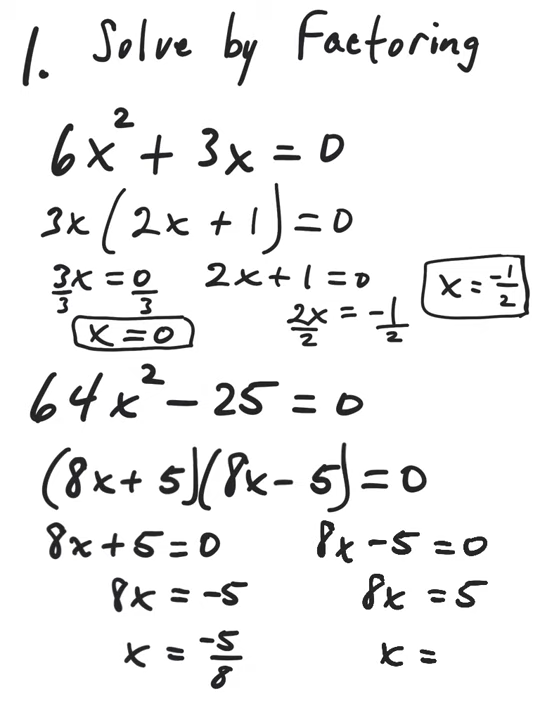 1. Solve by Factoring
6x² + 3x = 0
3x(2x + 1) = 0
3x/3 = 0/3 2x + 1 = 0 x = -1/2
x = 0 2x/2 = -1/2
64x² - 25 = 0
(8x + 5)(8x - 5) = 0
8x + 5 = 0 8x - 5 = 0
8x = -5 8x = 5
x = -5/8 x =